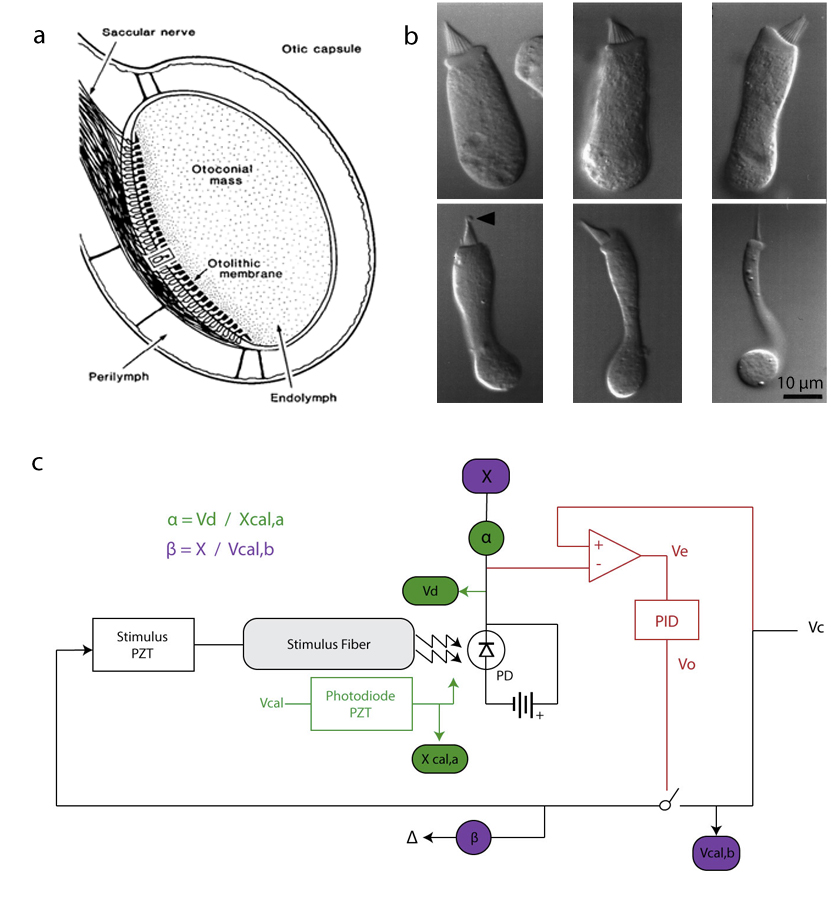 a
Saccular nerve
Otic capsule
Otoconial
mass
Otolithic
membrane
Perilymph
Endolymph
b
10 μm
c
α = Vd / Xcal,a
β = X / Vcal,b
X
α
Vd
+
-
Ve
PID
Vo
Vc
Stimulus
PZT
Stimulus Fiber
PD
+
Vcal
Photodiode
PZT
X cal,a
Δ
β
Vcal,b